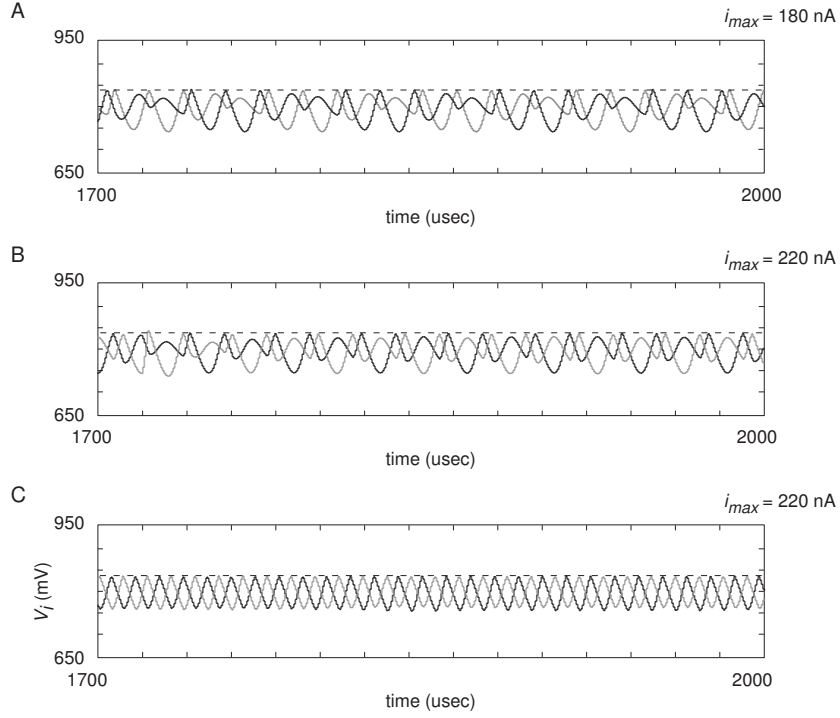 A
i_max = 180 nA
950
650
1700
2000
time (usec)
B
i_max = 220 nA
950
650
1700
2000
time (usec)
C
i_max = 220 nA
950
V_i (mV)
650
1700
2000
time (usec)